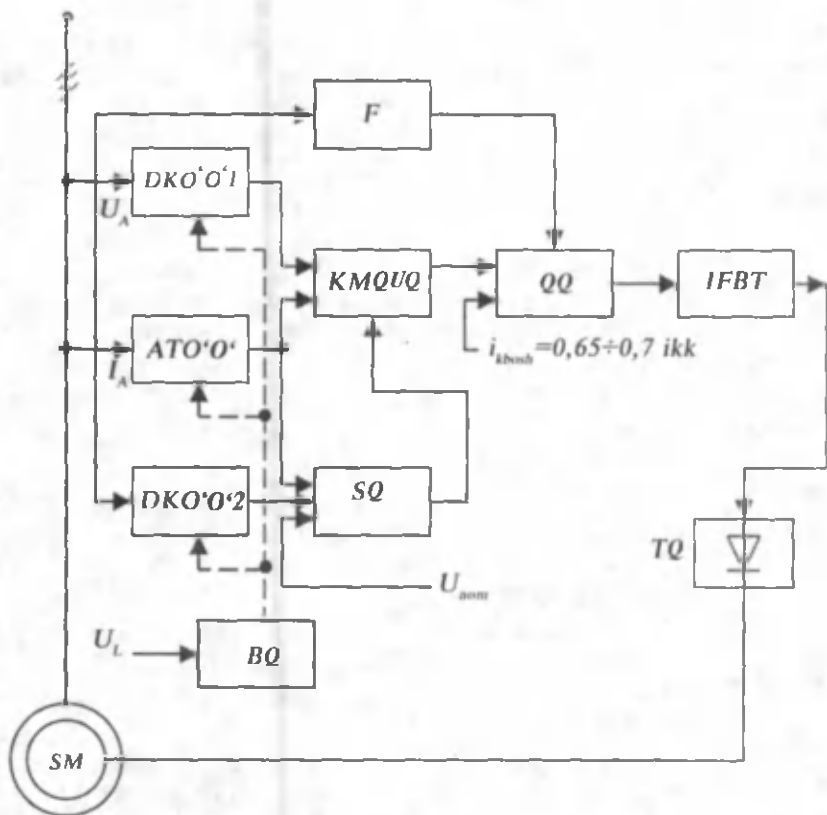 F
DKO‘O‘1
U_A
KMQUQ
QQ
IFBT
ATO‘O‘
I_A
i_kbosh=0,65÷0,7 ikk
DKO‘O‘2
SQ
TQ
U_nom
U_L
BQ
SM